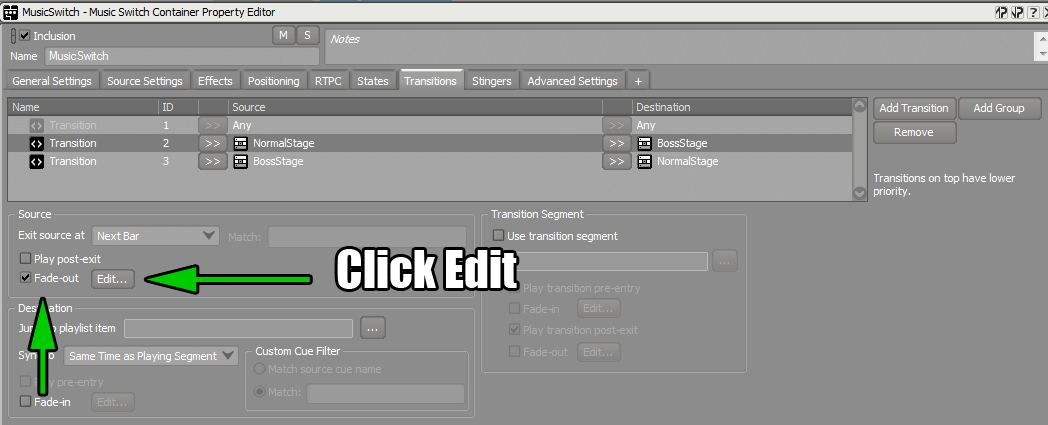 MusicSwitch - Music Switch Container Property Editor
Inclusion M S
Notes
Name MusicSwitch
General Settings Source Settings Effects Positioning RTPC States Transitions Stingers Advanced Settings +
Name ID Source Destination
Transition 1 >> Any >> Any
Transition 2 >> NormalStage >> BossStage
Transition 3 >> BossStage >> NormalStage
Add Transition Add Group
Remove
Transitions on top have lower
priority.
Source
Exit source at Next Bar Match:
Play post-exit
Fade-out Edit...
Click Edit
Destination
playlist item ...
Same Time as Playing Segment
pre-entry
Fade-in Edit...
Custom Cue Filter
Match source cue name
Match:
Transition Segment
Use transition segment
...
Play transition pre-entry
Fade-in Edit...
Play transition post-exit
Fade-out Edit...